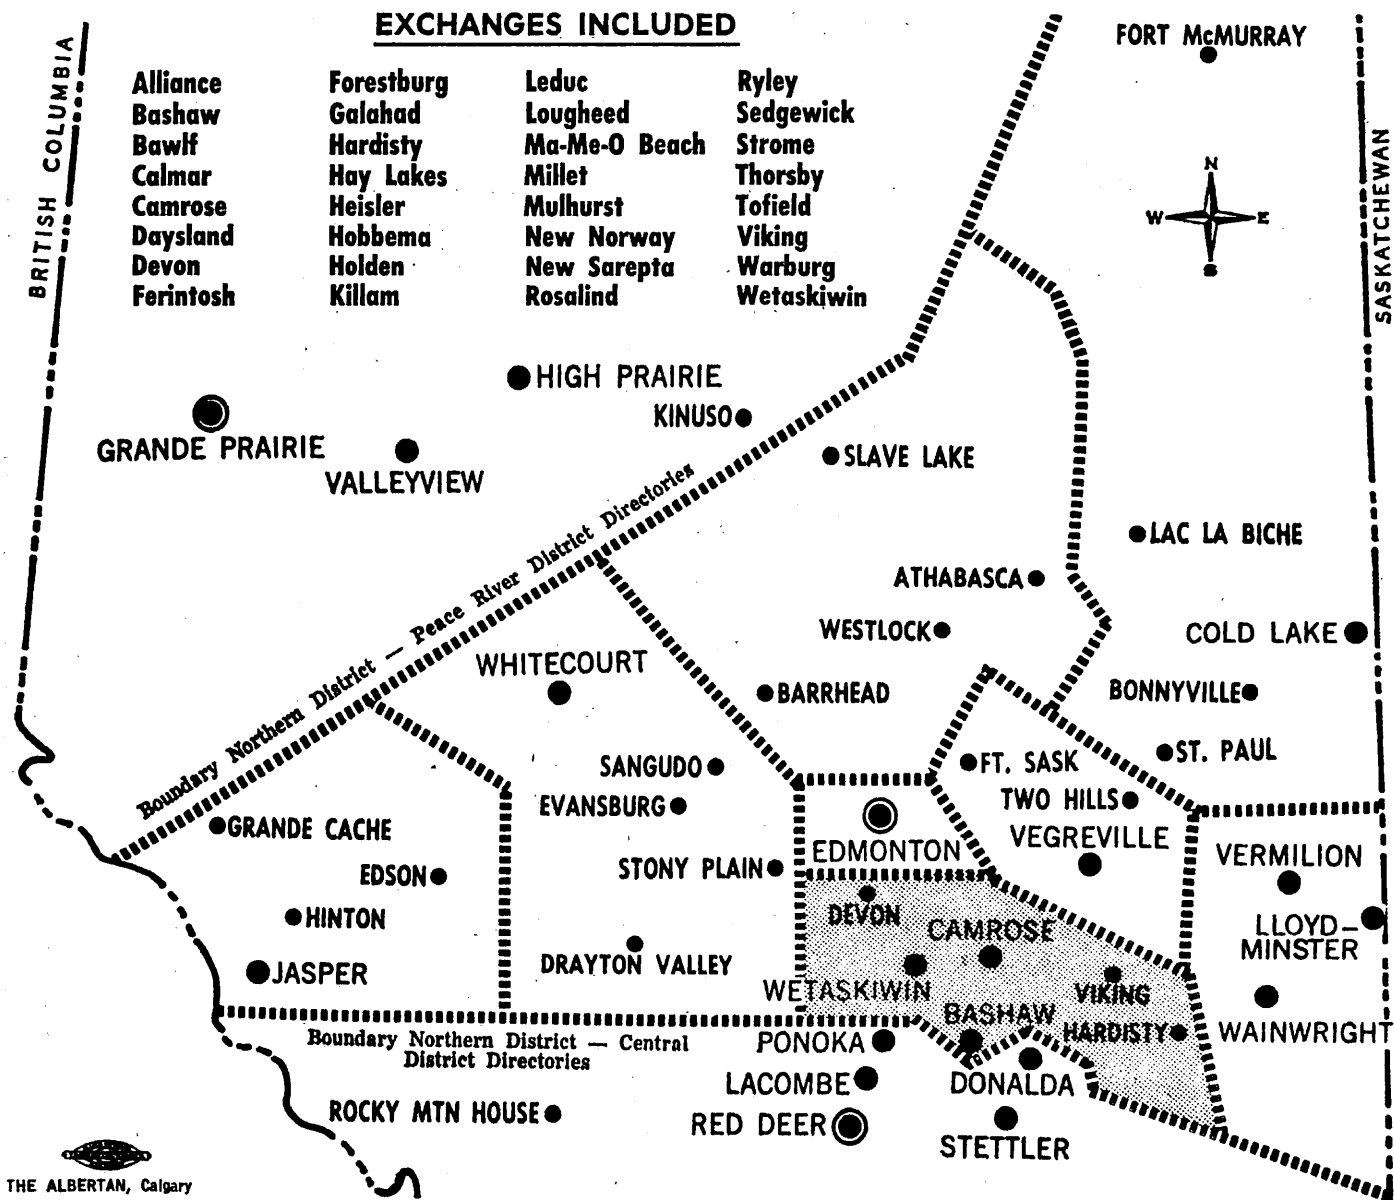 EXCHANGES INCLUDED
Alliance
Bashaw
Bawlf
Calmar
Camrose
Daysland
Devon
Ferintosh
Forestburg
Galahad
Hardisty
Hay Lakes
Heisler
Hobbema
Holden
Killam
Leduc
Lougheed
Ma-Me-O Beach
Millet
Mulhurst
New Norway
New Sarepta
Rosalind
Ryley
Sedgewick
Strome
Thorsby
Tofield
Viking
Warburg
Wetaskiwin
BRITISH COLUMBIA
FORT McMURRAY
SASKATCHEWAN
N
W E
S
HIGH PRAIRIE
KINUSO
GRANDE PRAIRIE
VALLEYVIEW
SLAVE LAKE
Boundary Northern District — Peace River District Directories
LAC LA BICHE
ATHABASCA
WESTLOCK
COLD LAKE
WHITECOURT
BARRHEAD
BONNYVILLE
ST. PAUL
SANGUDO
FT. SASK
EVANSBURG
TWO HILLS
GRANDE CACHE
VEGREVILLE
EDMONTON
VERMILION
STONY PLAIN
EDSON
HINTON
DEVON
CAMROSE
LLOYD-
MINSTER
JASPER
DRAYTON VALLEY
WETASKIWIN
VIKING
BASHAW
HARDISTY
WAINWRIGHT
Boundary Northern District — Central
District Directories
PONOKA
LACOMBE
DONALDA
ROCKY MTN HOUSE
RED DEER
STETTLER
THE ALBERTAN, Calgary